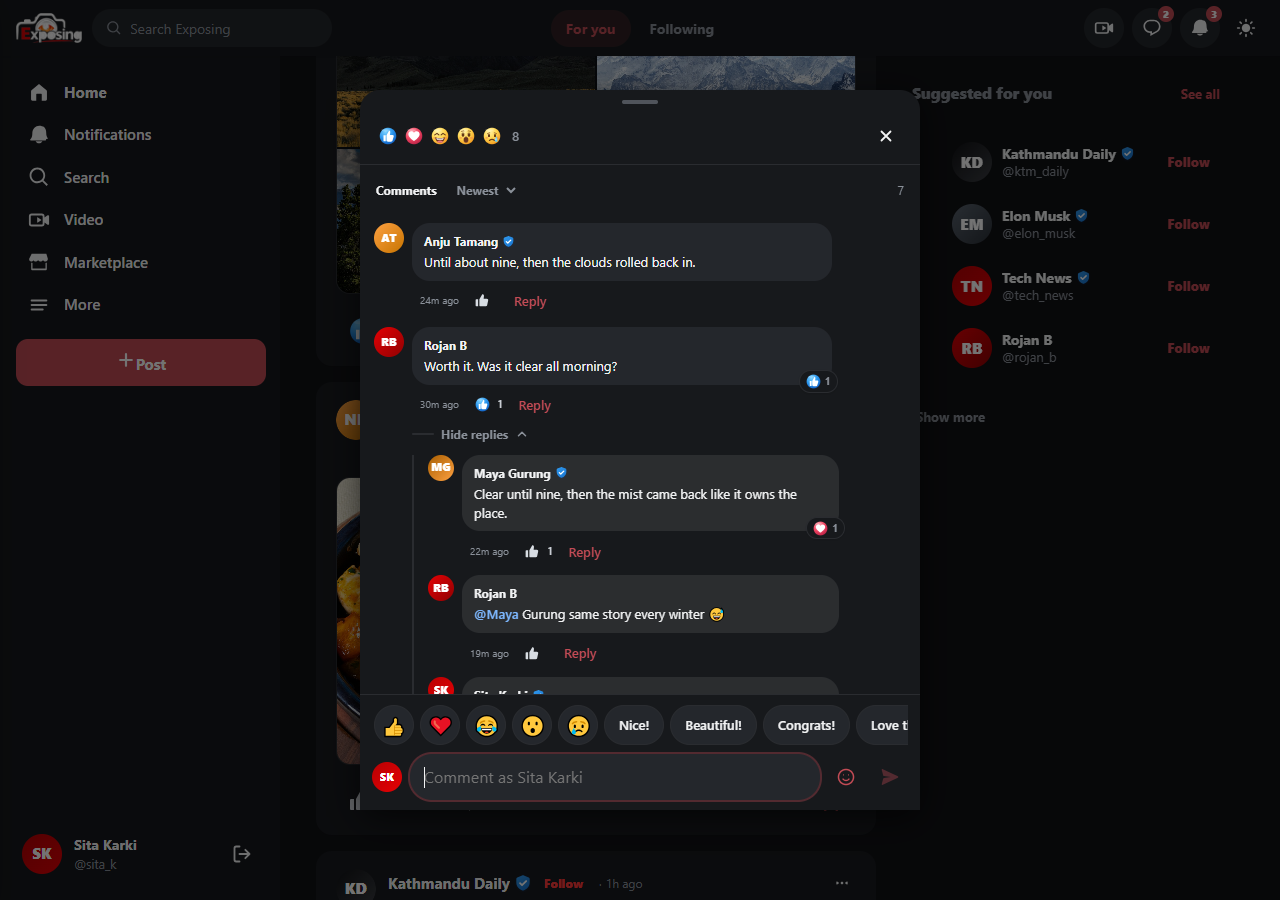 Exposing
Search Exposing
For you
Following
2
3
Home
Notifications
Search
Video
Marketplace
More
Post
Sita Karki
@sita_k
SK
8
Comments
Newest
7
AT
Anju Tamang
Until about nine, then the clouds rolled back in.
24m ago
Reply
RB
Rojan B
Worth it. Was it clear all morning?
1
30m ago
1
Reply
Hide replies
MG
Maya Gurung
Clear until nine, then the mist came back like it owns the
place.
1
22m ago
1
Reply
RB
Rojan B
@Maya Gurung same story every winter 😅
19m ago
Reply
SK
Sita Karki
👍 ❤️ 😂 😮 😢 Nice! Beautiful! Congrats! Love
SK
Comment as Sita Karki
KD
Kathmandu Daily
Follow
· 1h ago
Suggested for you
See all
KD
Kathmandu Daily
@ktm_daily
Follow
EM
Elon Musk
@elon_musk
Follow
TN
Tech News
@tech_news
Follow
RB
Rojan B
@rojan_b
Follow
Show more